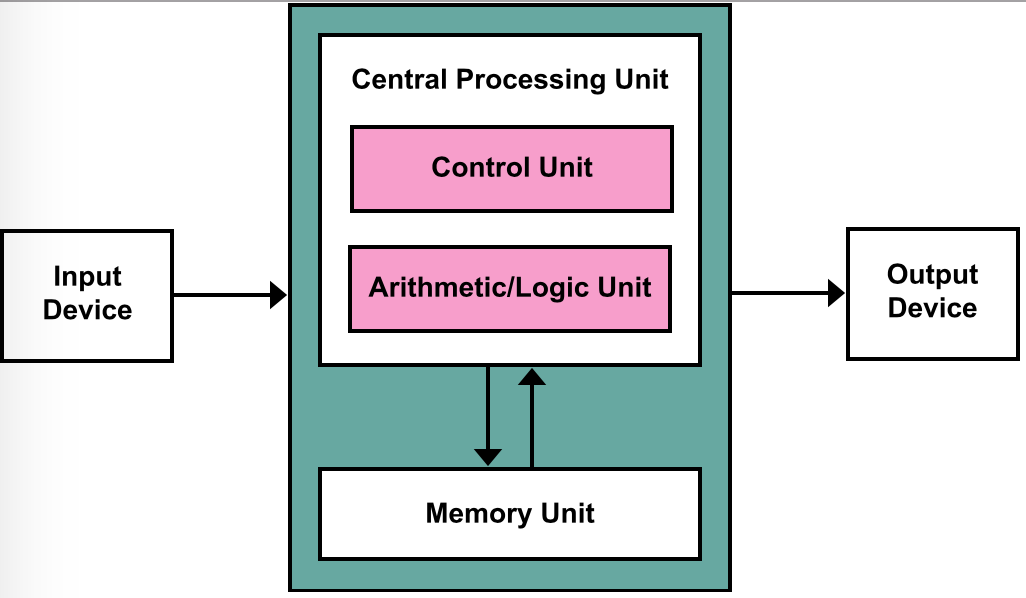 Central Processing Unit
Control Unit
Arithmetic/Logic Unit
Input
Device
Output
Device
Memory Unit